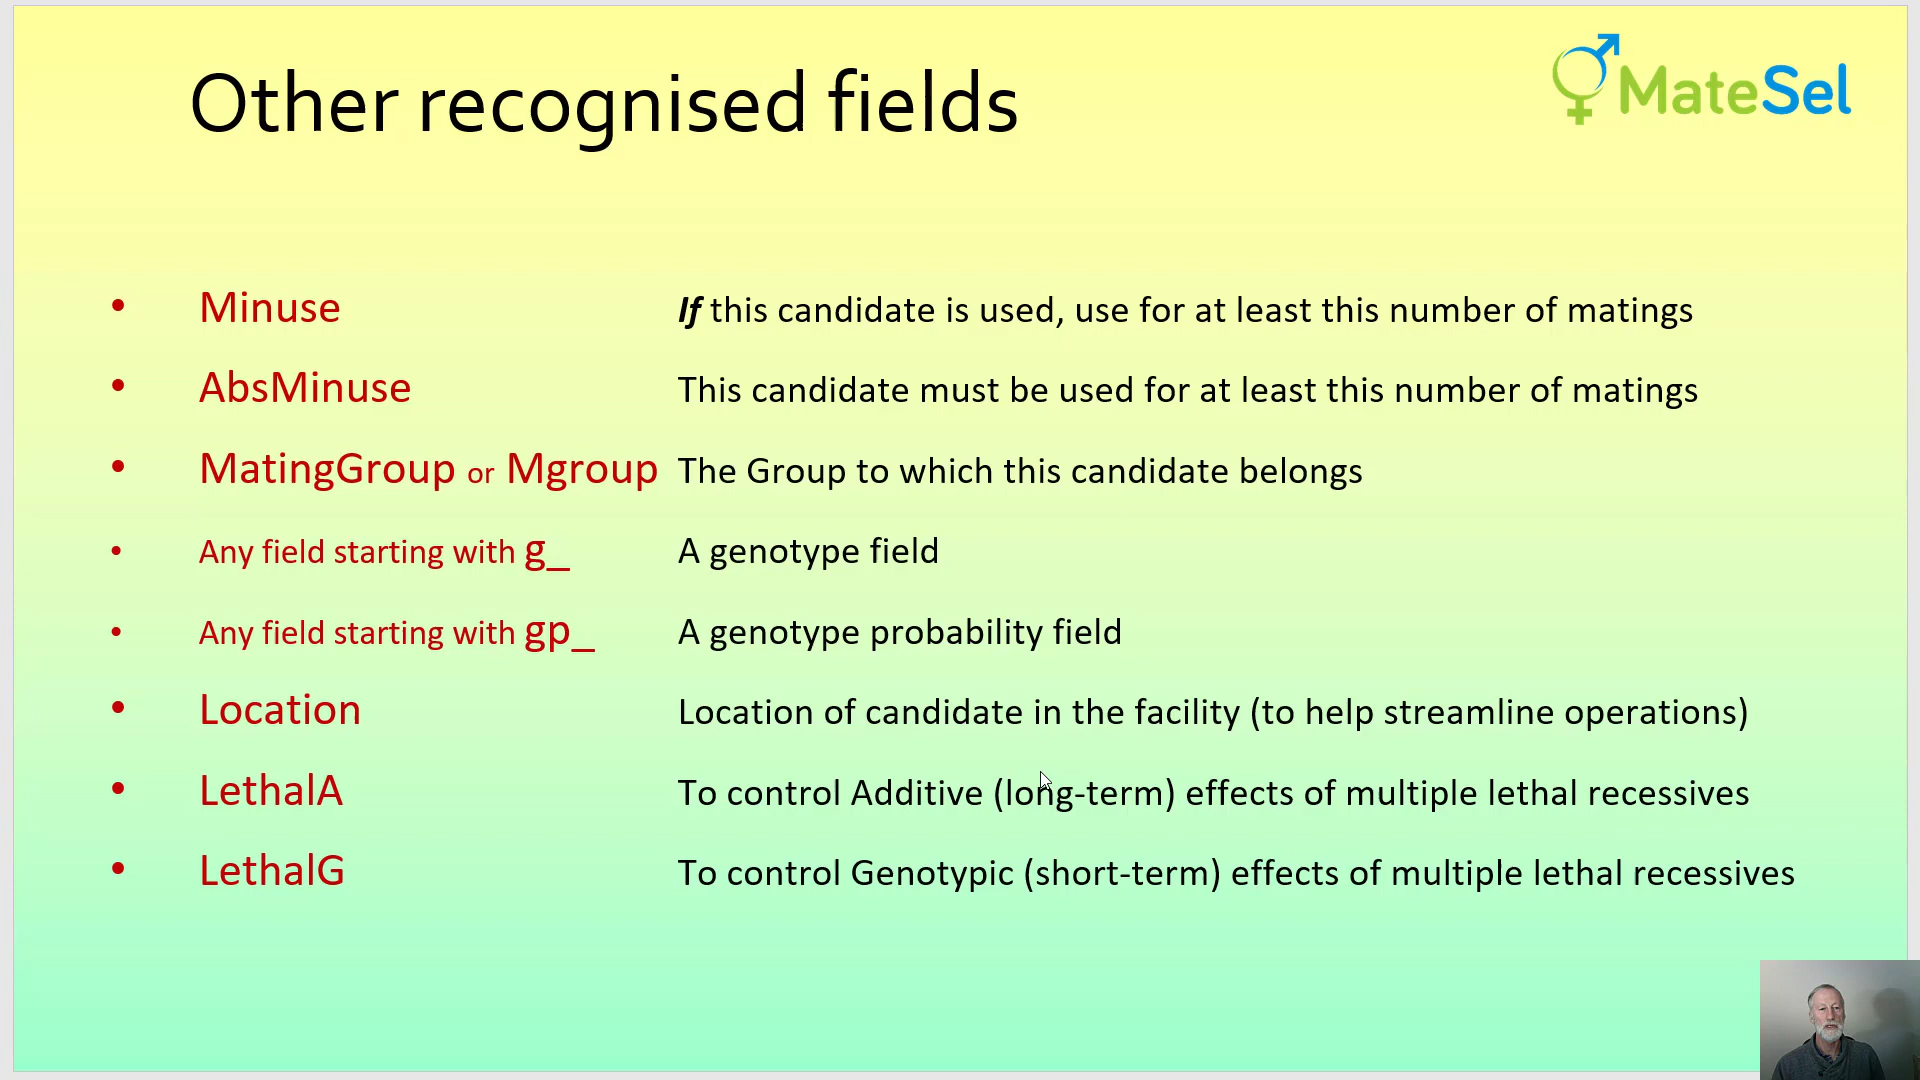 Other recognised fields
MateSel
• Minuse If this candidate is used, use for at least this number of matings
• AbsMinuse This candidate must be used for at least this number of matings
• MatingGroup or Mgroup The Group to which this candidate belongs
• Any field starting with g_ A genotype field
• Any field starting with gp_ A genotype probability field
• Location Location of candidate in the facility (to help streamline operations)
• LethalA To control Additive (long-term) effects of multiple lethal recessives
• LethalG To control Genotypic (short-term) effects of multiple lethal recessives